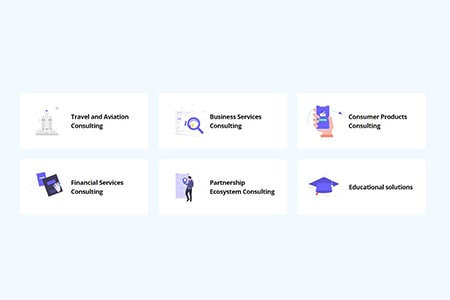 Travel and Aviation
Consulting
Business Services
Consulting
Consumer Products
Consulting
Financial Services
Consulting
Partnership
Ecosystem Consulting
Educational solutions